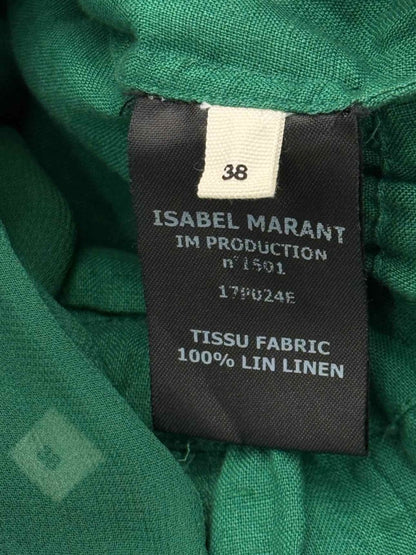 38
ISABEL MARANT
IM PRODUCTION
n°1501
17P024E
TISSU FABRIC
100% LIN LINEN